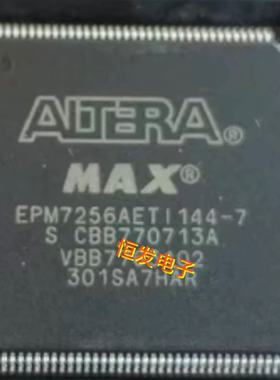 ALTERA®
MAX®
EPM7256AETI144-7
S CBB770713A
恒发电子
301SA7HAR